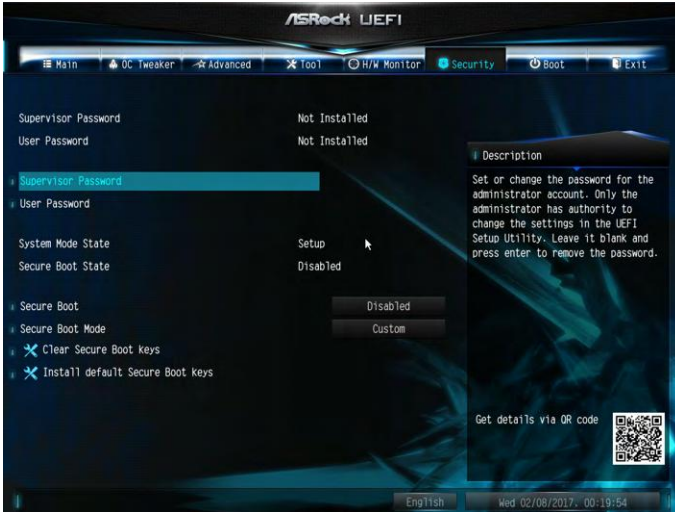 ASRock UEFI
Main OC Tweaker Advanced Tool H/W Monitor Security Boot Exit
Supervisor Password Not Installed
User Password Not Installed
Supervisor Password
User Password
System Mode State Setup
Secure Boot State Disabled
Secure Boot Disabled
Secure Boot Mode Custom
Clear Secure Boot keys
Install default Secure Boot keys
Description
Set or change the password for the
administrator account. Only the
administrator has authority to
change the settings in the UEFI
Setup Utility. Leave it blank and
press enter to remove the password.
Get details via QR code
English Wed 02/08/2017. 00:19:54